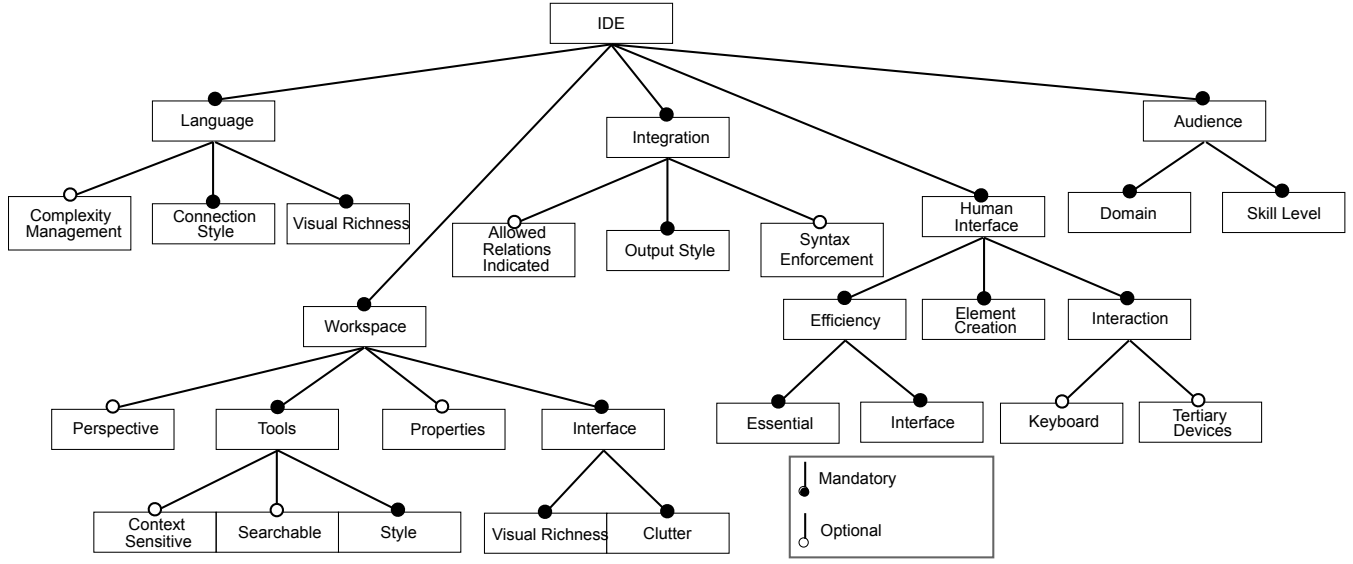 IDE
Language
Integration
Audience
Complexity
Management
Connection
Style
Visual Richness
Allowed
Relations
Indicated
Output Style
Syntax
Enforcement
Human
Interface
Domain
Skill Level
Workspace
Efficiency
Element
Creation
Interaction
Perspective
Tools
Properties
Interface
Essential
Interface
Keyboard
Tertiary
Devices
Context
Sensitive
Searchable
Style
Visual Richness
Clutter
Mandatory
Optional